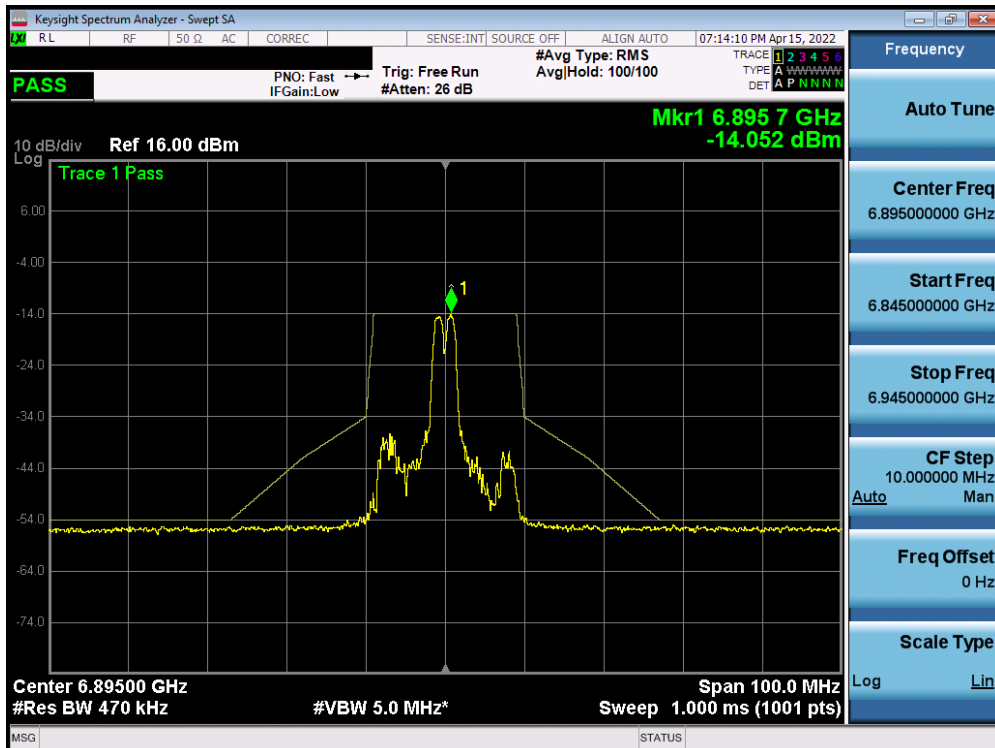 Keysight Spectrum Analyzer - Swept SA
LXI RL RF 50 Ω AC CORREC SENSE:INT SOURCE OFF ALIGN AUTO 07:14:10 PM Apr 15, 2022
PASS
PNO: Fast
IFGain:Low
Trig: Free Run
#Atten: 26 dB
#Avg Type: RMS
Avg|Hold: 100/100
TRACE 1 2 3 4 5 6
TYPE A WWWWW
DET A P N N N N
Mkr1 6.895 7 GHz
-14.052 dBm
10 dB/div Ref 16.00 dBm
Log
Trace 1 Pass
1
6.00
-4.00
-14.0
-24.0
-34.0
-44.0
-54.0
-64.0
-74.0
Center 6.89500 GHz Span 100.0 MHz
#Res BW 470 kHz #VBW 5.0 MHz* Sweep 1.000 ms (1001 pts)
MSG STATUS
Frequency
Auto Tune
Center Freq
6.895000000 GHz
Start Freq
6.845000000 GHz
Stop Freq
6.945000000 GHz
CF Step
10.000000 MHz
Auto Man
Freq Offset
0 Hz
Scale Type
Log Lin